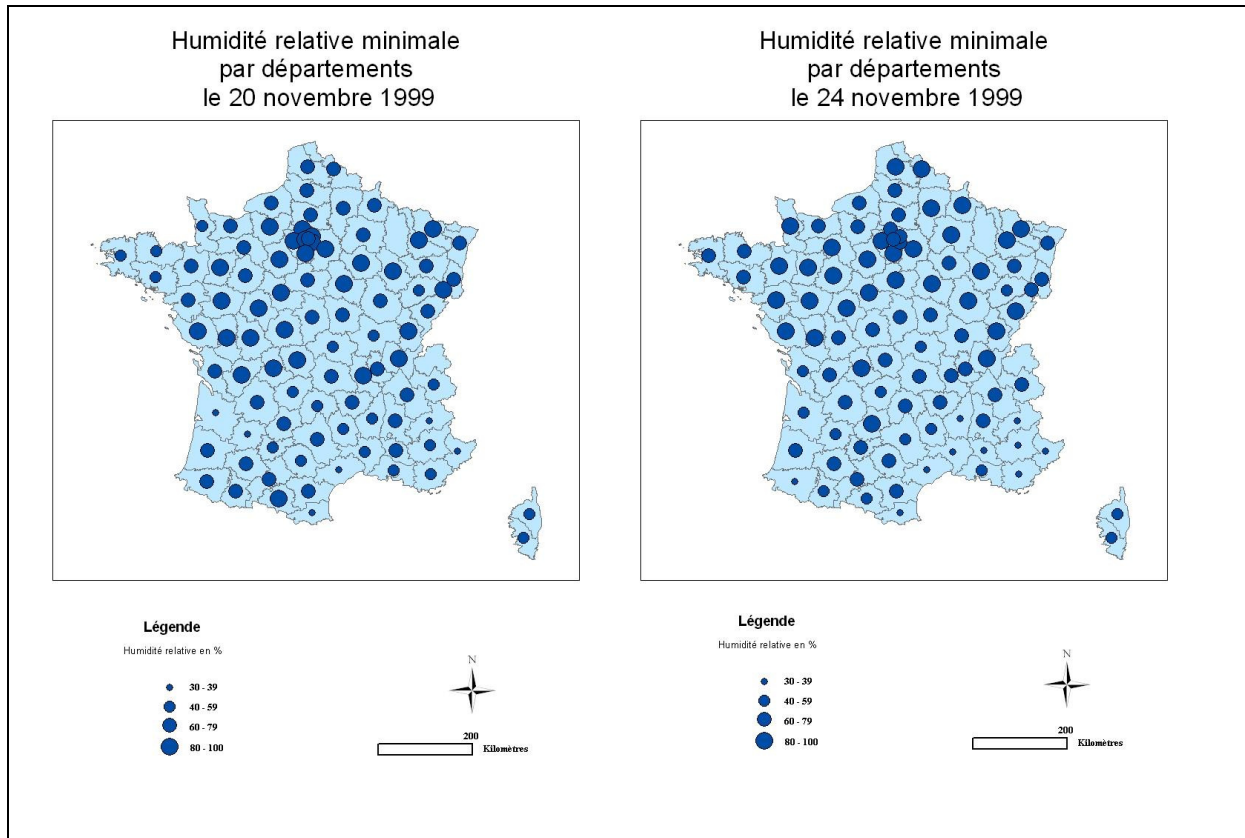 Humidité relative minimale
par départements
le 20 novembre 1999
Humidité relative minimale
par départements
le 24 novembre 1999
Légende
Humidité relative en %
30 - 39
40 - 59
60 - 79
80 - 100
N
200
Kilomètres
Légende
Humidité relative en %
30 - 39
40 - 59
60 - 79
80 - 100
N
200
Kilomètres